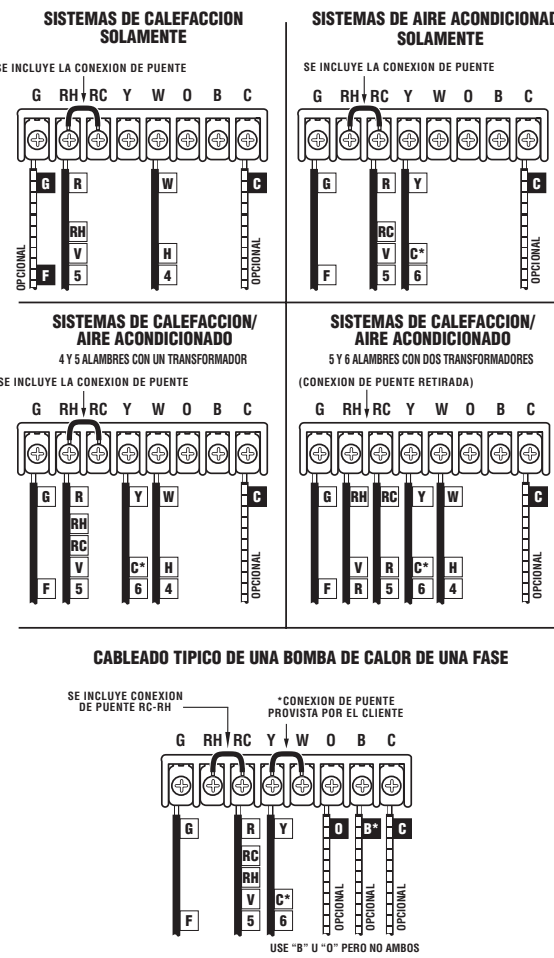 SISTEMAS DE CALEFACCION
SOLAMENTE
SE INCLUYE LA CONEXION DE PUENTE
G RH RC Y W O B C
G R W C
RH
V H
F 5 4
OPCIONAL OPCIONAL
SISTEMAS DE AIRE ACONDICIONAD
SOLAMENTE
SE INCLUYE LA CONEXION DE PUENTE
G RH RC Y W O B C
G R Y C
RC
V C*
F 5 6
OPCIONAL
SISTEMAS DE CALEFACCION/
AIRE ACONDICIONADO
4 Y 5 ALAMBRES CON UN TRANSFORMADOR
SE INCLUYE LA CONEXION DE PUENTE
G RH RC Y W O B C
G R Y W C
RH
RC
V C* H
F 5 6 4
OPCIONAL
SISTEMAS DE CALEFACCION/
AIRE ACONDICIONADO
5 Y 6 ALAMBRES CON DOS TRANSFORMADORES
(CONEXION DE PUENTE RETIRADA)
G RH RC Y W O B C
G RH RC Y W C
V R C* H
F R 5 6 4
OPCIONAL
CABLEADO TIPICO DE UNA BOMBA DE CALOR DE UNA FASE
SE INCLUYE CONEXION
DE PUENTE RC-RH
*CONEXION DE PUENTE
PROVISTA POR EL CLIENTE
G RH RC Y W O B C
G R Y O B* C
RC
RH
V C*
F 5 6
OPCIONAL OPCIONAL OPCIONAL
USE “B” U “O” PERO NO AMBOS